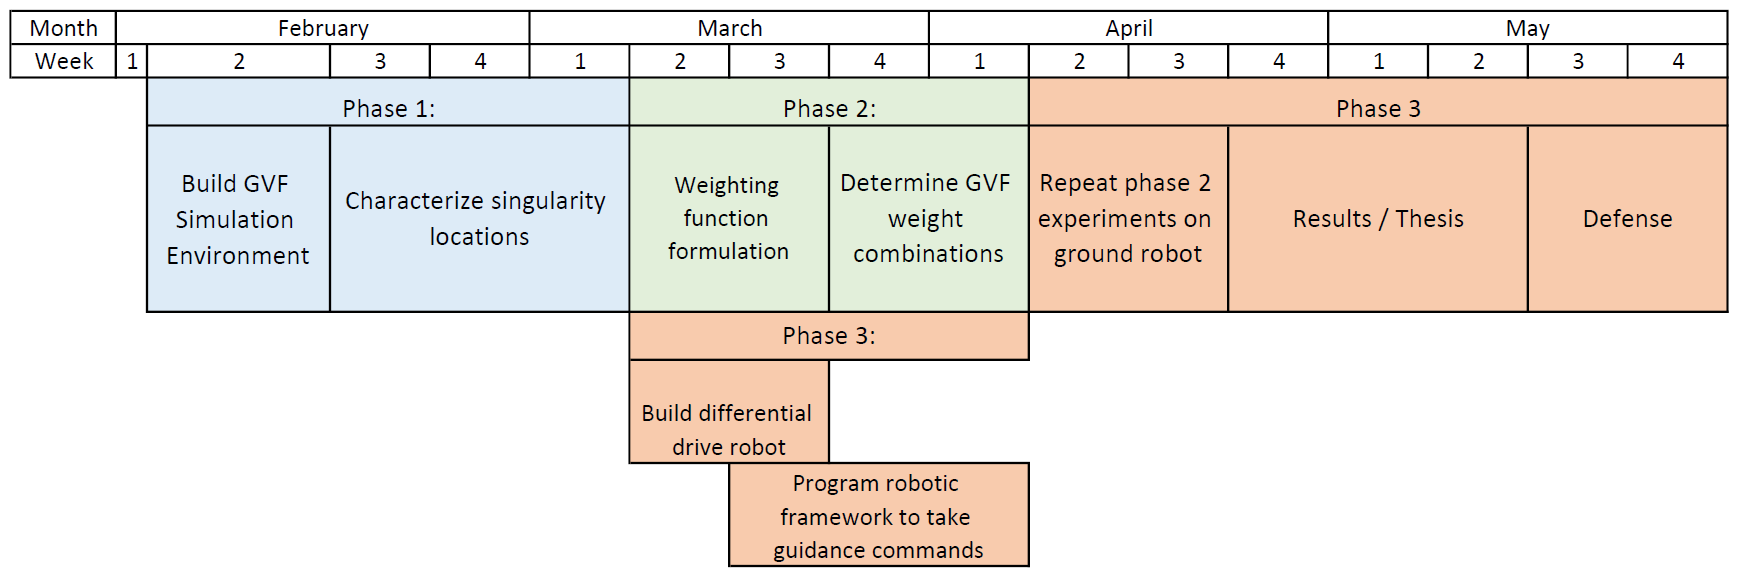 Month February March April May
Week 1 2 3 4 1 2 3 4 1 2 3 4 1 2 3 4
Phase 1: Phase 2: Phase 3
Build GVF
Simulation
Environment
Characterize singularity
locations
Weighting
function
formulation
Determine GVF
weight
combinations
Repeat phase 2
experiments on
ground robot
Results / Thesis
Defense
Phase 3:
Build differential
drive robot
Program robotic
framework to take
guidance commands